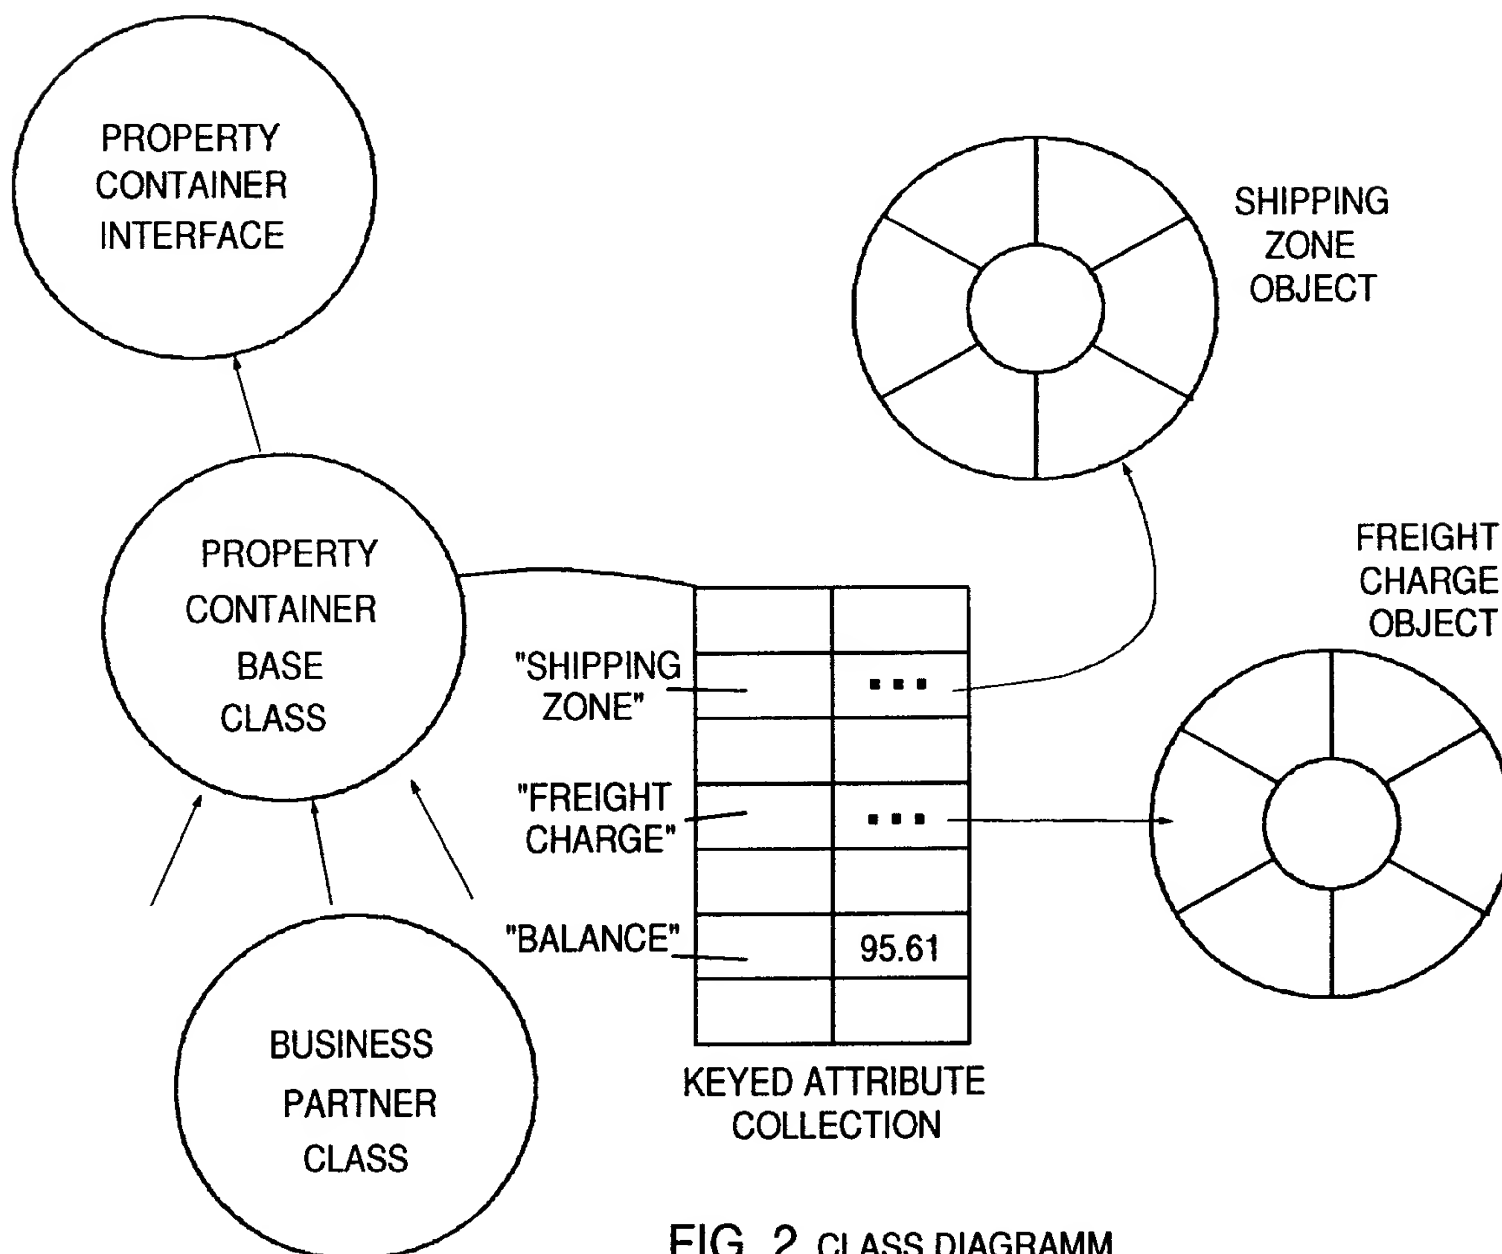 PROPERTY
CONTAINER
INTERFACE
SHIPPING
ZONE
OBJECT
PROPERTY
CONTAINER
BASE
CLASS
FREIGHT
CHARGE
OBJECT
"SHIPPING
ZONE"
"FREIGHT
CHARGE"
"BALANCE"
95.61
BUSINESS
PARTNER
CLASS
KEYED ATTRIBUTE
COLLECTION
FIG. 2 CLASS DIAGRAMM